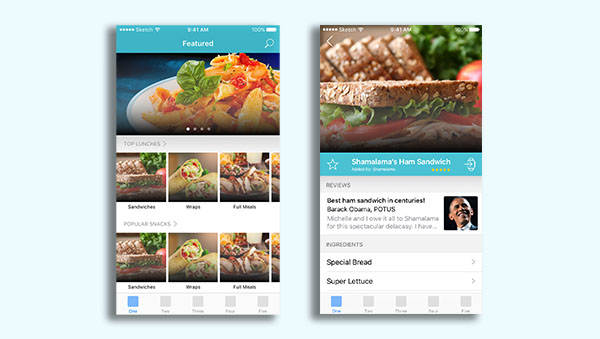 Sketch 9:41 AM 100%
Featured
TOP LUNCHES
Sandwiches Wraps Full Meals
POPULAR SNACKS
Sandwiches Wraps Full Meals
One Two Three Four Five
Sketch 9:41 AM 100%
Shamalama's Ham Sandwich
Added By: Shamalama
REVIEWS
Best ham sandwich in centuries!
Barack Obama, POTUS
Michelle and I owe it all to Shamalama
for this spectacular delacasy. I have...
INGREDIENTS
Special Bread
Super Lettuce
One Two Three Four Five